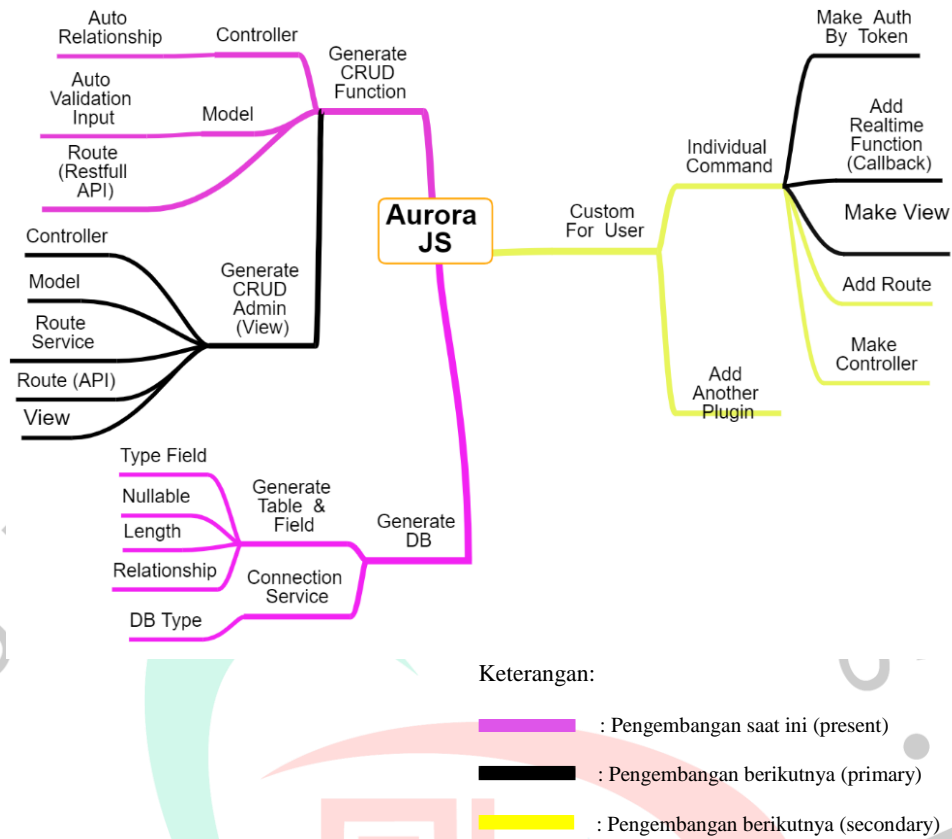 Auto
Relationship
Controller
Generate
CRUD
Function
Auto
Validation
Input
Model
Route
(Restfull
API)
Controller
Model
Route
Service
Route (API)
View
Generate
CRUD
Admin
(View)
Aurora
JS
Custom
For User
Individual
Command
Make Auth
By Token
Add
Realtime
Function
(Callback)
Make View
Add Route
Make
Controller
Add
Another
Plugin
Type Field
Nullable
Length
Relationship
Generate
Table &
Field
Generate
DB
Connection
Service
DB Type
Keterangan:
: Pengembangan saat ini (present)
: Pengembangan berikutnya (primary)
: Pengembangan berikutnya (secondary)